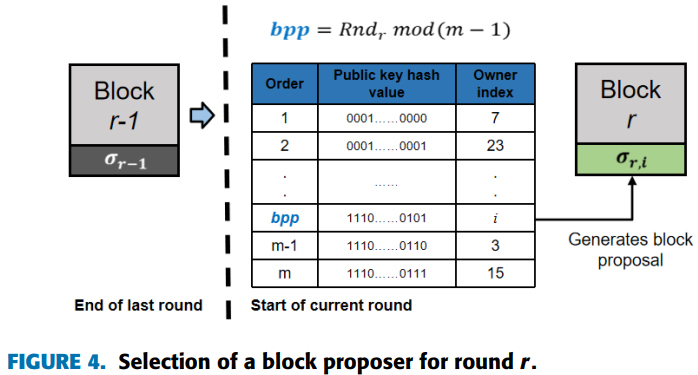 bpp = Rnd_r mod(m − 1)
Block
r-1
σ_{r−1}
Order Public key hash value Owner index
1 0001......0000 7
2 0001......0001 23
. ...... .
. .
bpp 1110......0101 i
m-1 1110......0110 3
m 1110......0111 15
Block
r
σ_{r,i}
Generates block
proposal
End of last round
Start of current round
FIGURE 4. Selection of a block proposer for round r.